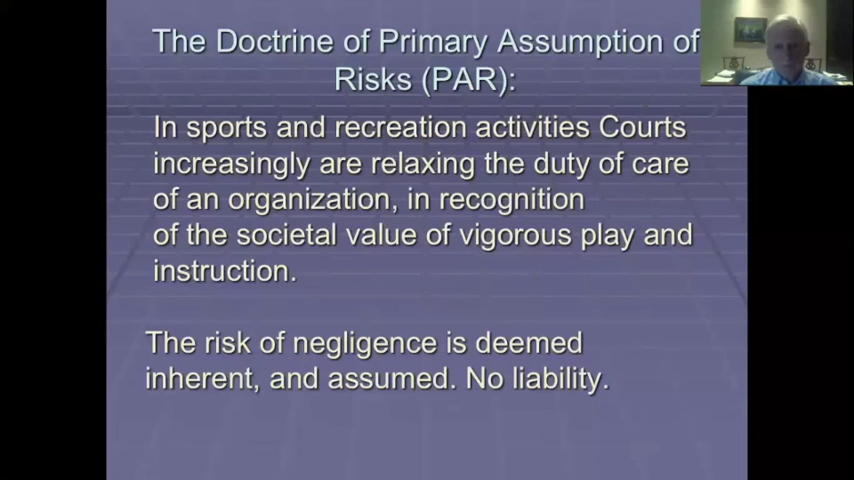 The Doctrine of Primary Assumption of
Risks (PAR):
In sports and recreation activities Courts
increasingly are relaxing the duty of care
of an organization, in recognition
of the societal value of vigorous play and
instruction.
The risk of negligence is deemed
inherent, and assumed. No liability.